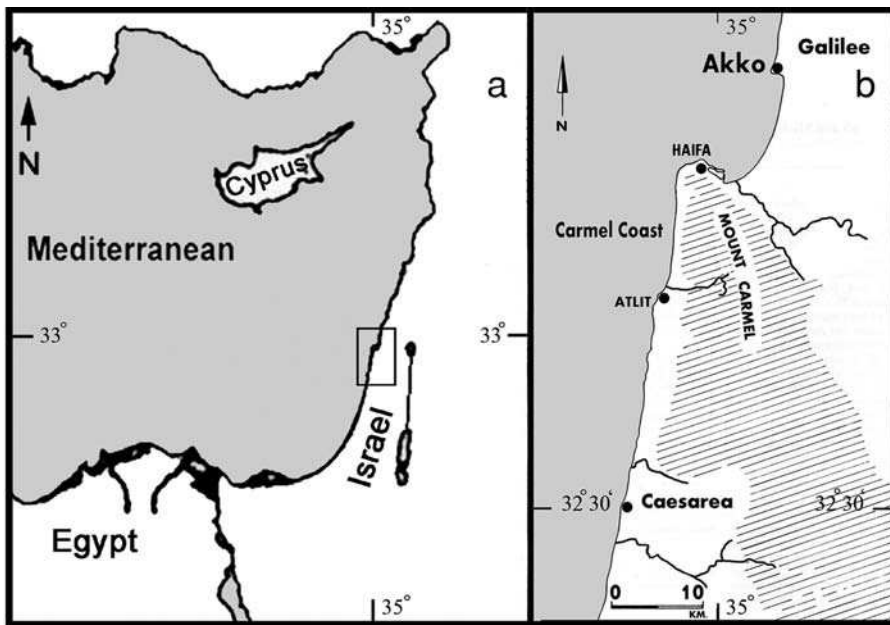 35°
a
N
Cyprus
Mediterranean
33°
33°
Israel
Egypt
35°
35°
Galilee
b
Akko
N
HAIFA
Carmel Coast
MOUNT
CARMEL
ATLIT
32°30‘
Caesarea
32°30‘
0 10
KM.
35°